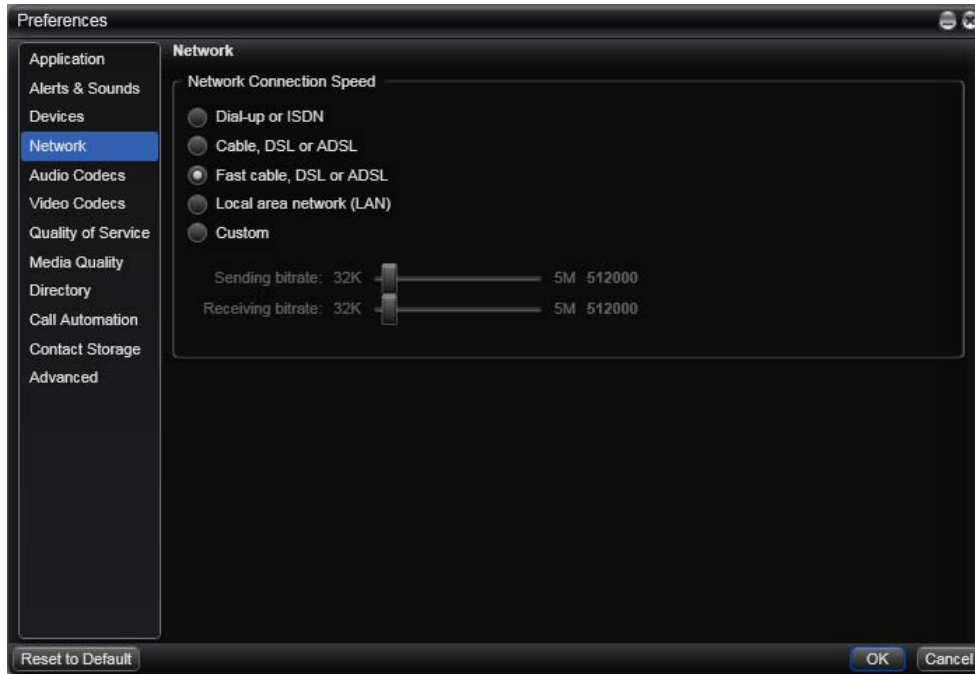 Preferences
Application
Alerts & Sounds
Devices
Network
Audio Codecs
Video Codecs
Quality of Service
Media Quality
Directory
Call Automation
Contact Storage
Advanced
Network
Network Connection Speed
Dial-up or ISDN
Cable, DSL or ADSL
Fast cable, DSL or ADSL
Local area network (LAN)
Custom
Sending bitrate: 32K 5M 512000
Receiving bitrate: 32K 5M 512000
Reset to Default OK Cancel